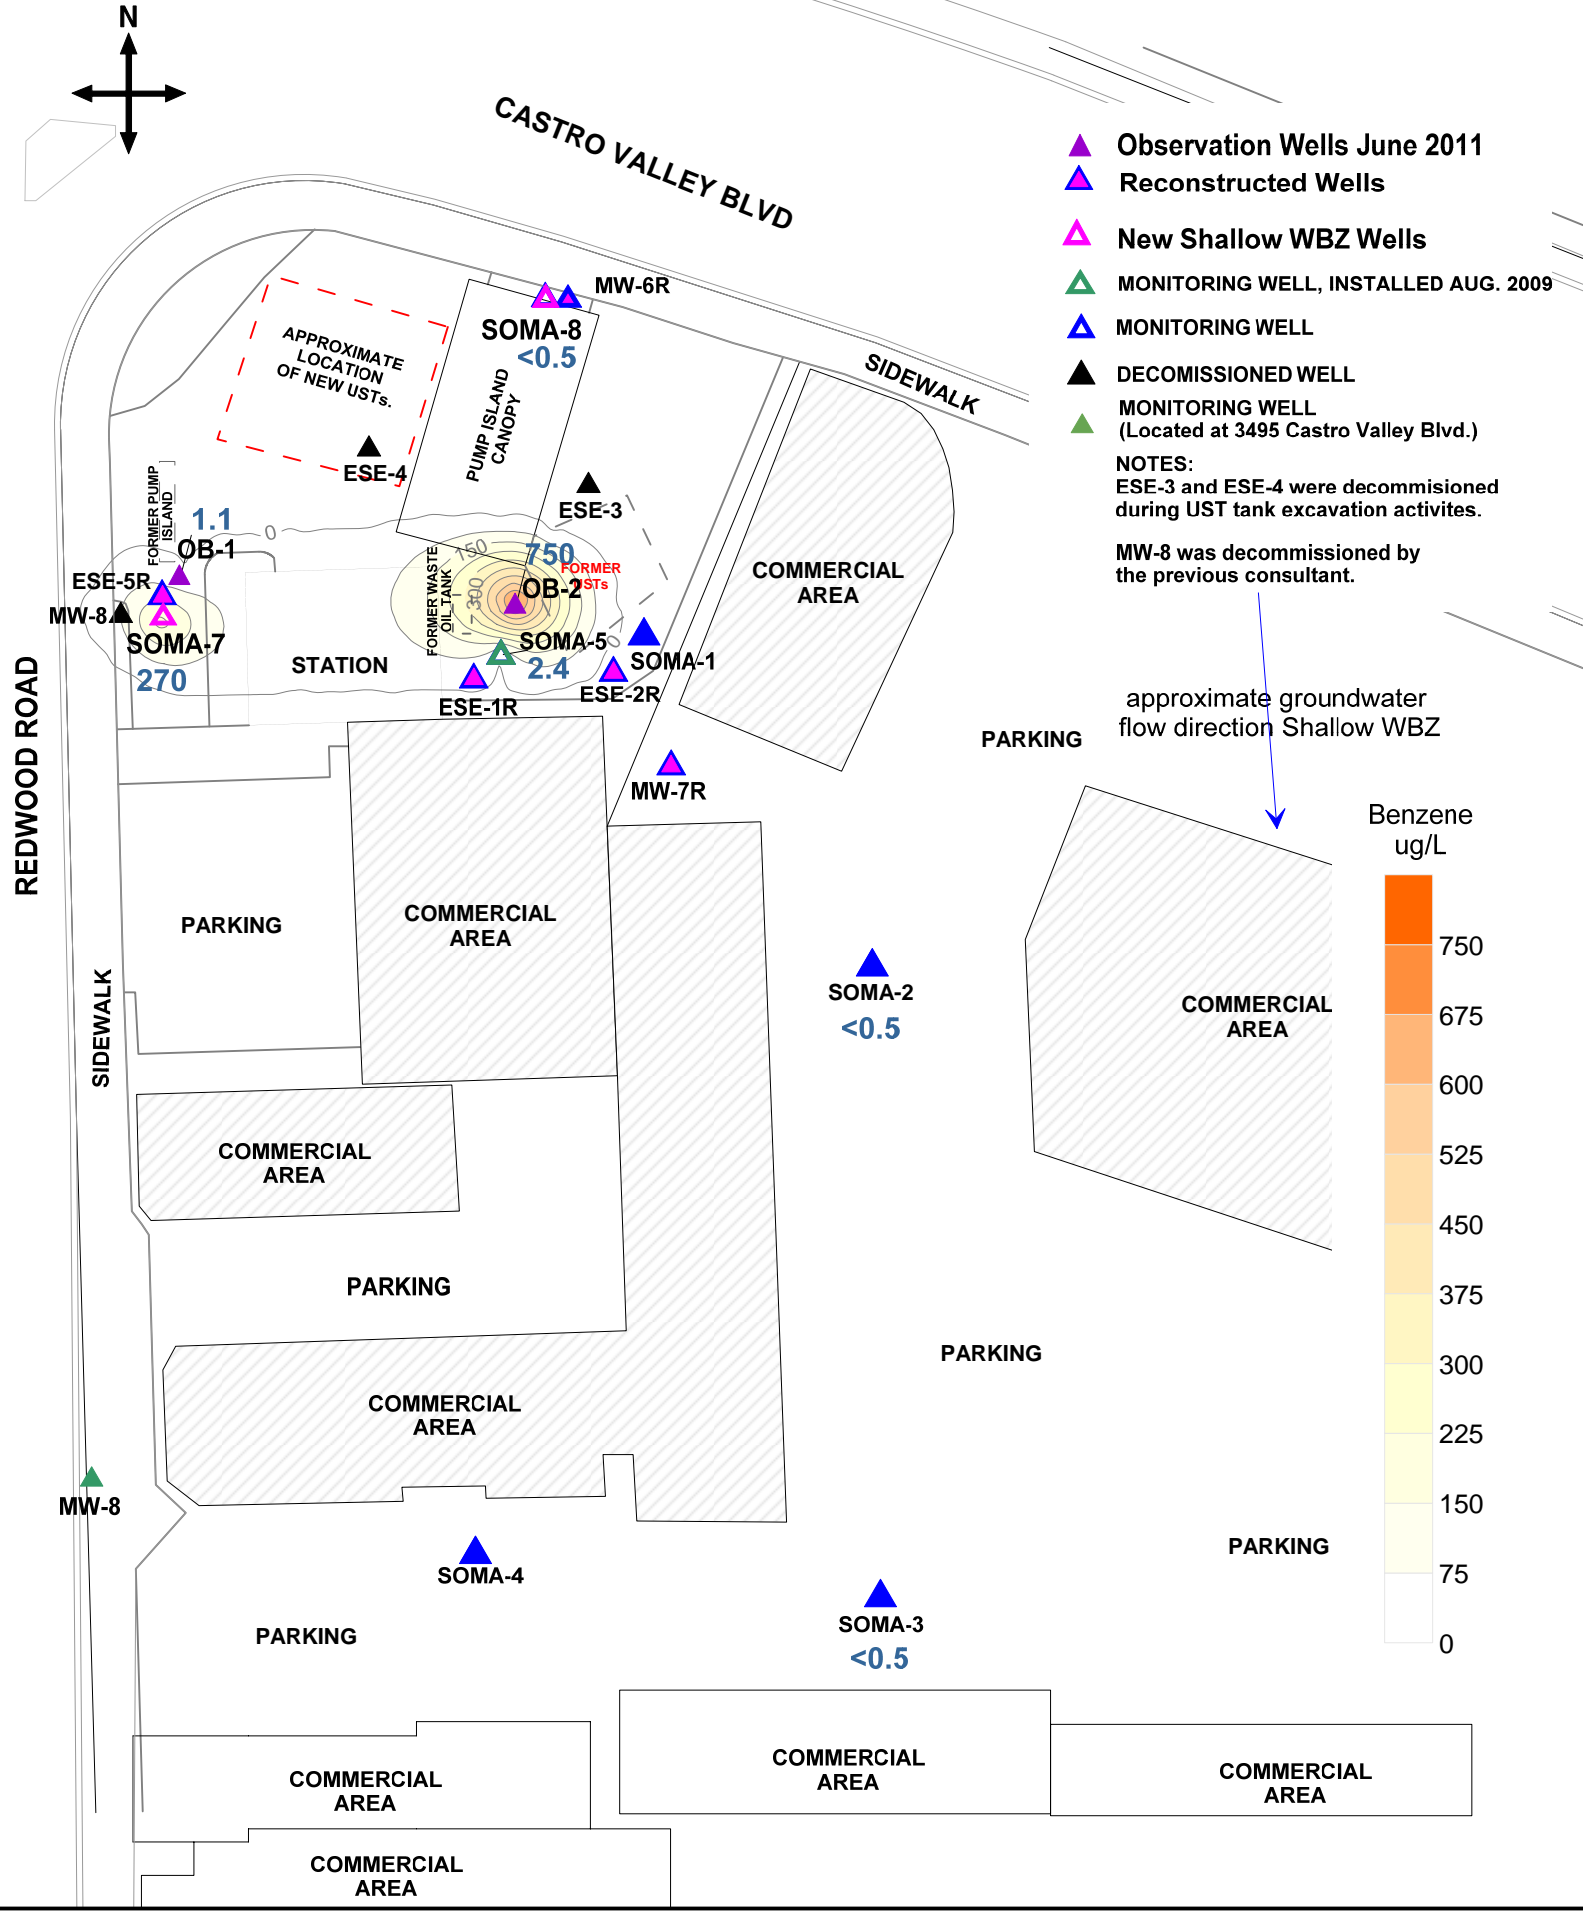 N
CASTRO VALLEY BLVD
Observation Wells June 2011
Reconstructed Wells
New Shallow WBZ Wells
MONITORING WELL, INSTALLED AUG. 2009
MONITORING WELL
DECOMISSIONED WELL
MONITORING WELL
(Located at 3495 Castro Valley Blvd.)
NOTES:
ESE-3 and ESE-4 were decommisioned
during UST tank excavation activites.
MW-8 was decommissioned by
the previous consultant.
MW-6R
SOMA-8
<0.5
SIDEWALK
APPROXIMATE
LOCATION
OF NEW USTs.
PUMP ISLAND
CANOPY
ESE-4
ESE-3
FORMER PUMP
ISLAND
1.1
OB-1
0
150
750
FORMER
USTs
OB-2
300
FORMER WASTE
OIL TANK
ESE-5R
MW-8
SOMA-7
270
STATION
SOMA-5
2.4
0
SOMA-1
ESE-2R
ESE-1R
MW-7R
COMMERCIAL
AREA
PARKING
approximate groundwater
flow direction Shallow WBZ
REDWOOD ROAD
Benzene
ug/L
750
675
600
525
450
375
300
225
150
75
0
PARKING
COMMERCIAL
AREA
SOMA-2
<0.5
COMMERCIAL
AREA
SIDEWALK
COMMERCIAL
AREA
PARKING
PARKING
COMMERCIAL
AREA
MW-8
SOMA-4
PARKING
SOMA-3
<0.5
PARKING
COMMERCIAL
AREA
COMMERCIAL
AREA
COMMERCIAL
AREA
COMMERCIAL
AREA